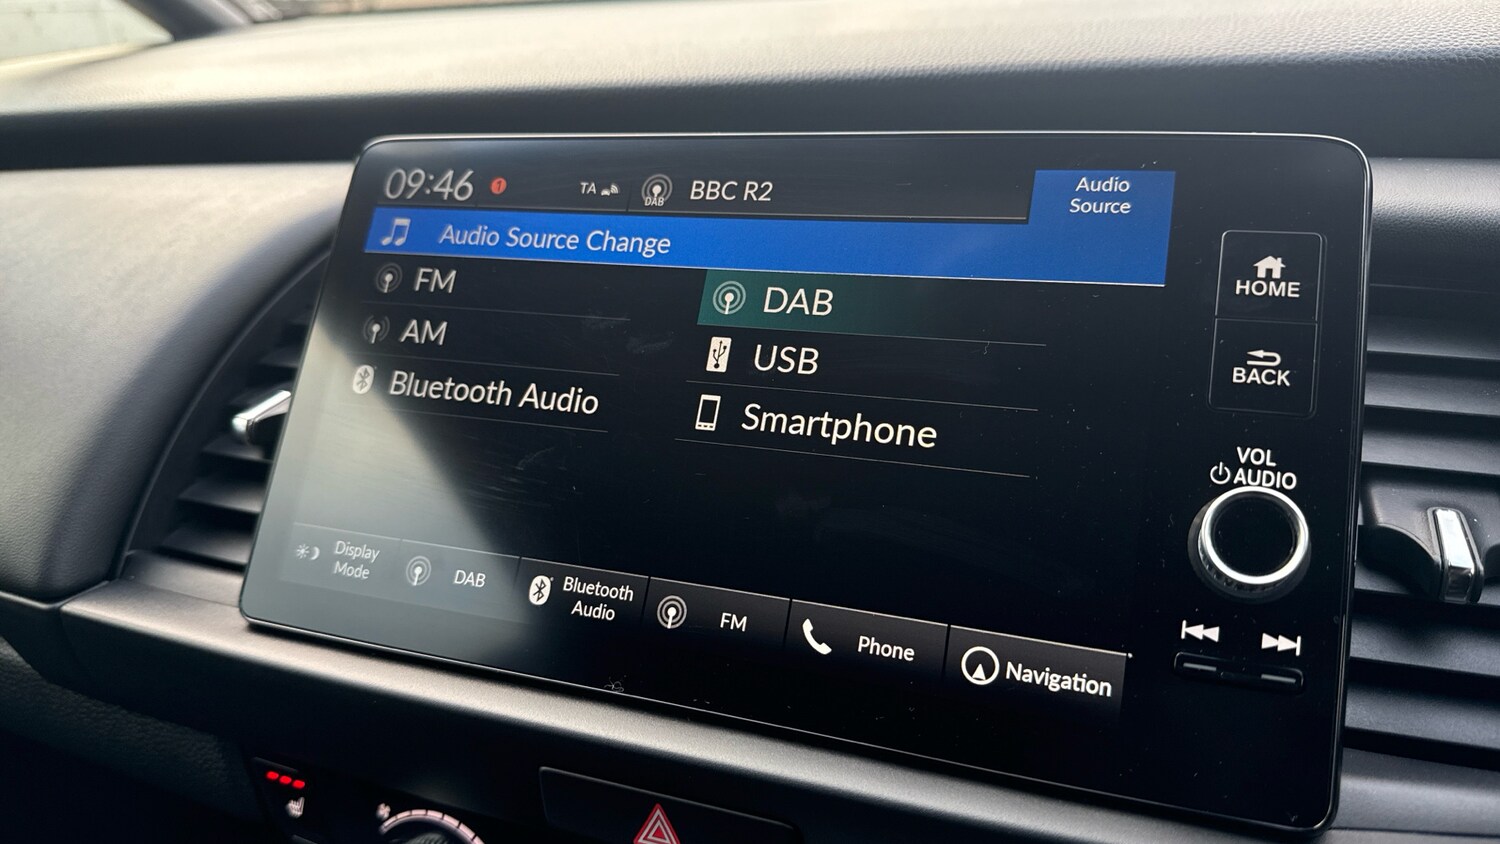 09:46 1 TA DAB BBC R2
Audio
Source
Audio Source Change
FM
DAB
AM
USB
Bluetooth Audio
Smartphone
HOME
BACK
VOL
AUDIO
Display
Mode
DAB
Bluetooth
Audio
FM
Phone
Navigation